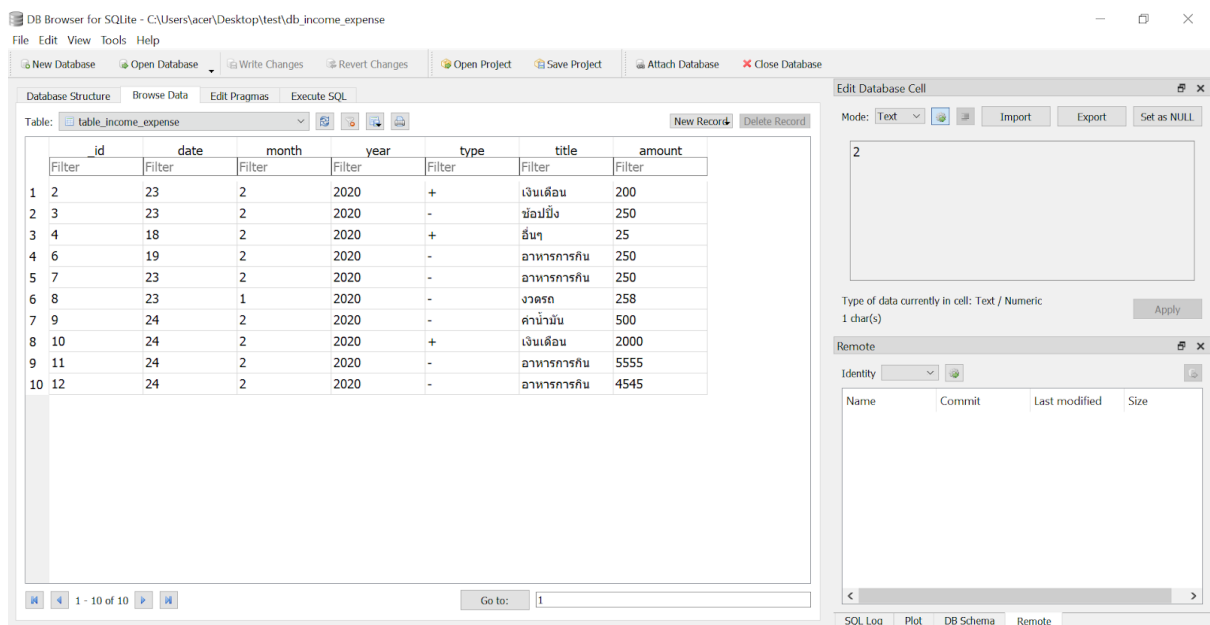 DB Browser for SQLite - C:\Users\acer\Desktop\test\db_income_expense
File Edit View Tools Help
New Database Open Database Write Changes Revert Changes Open Project Save Project Attach Database Close Database
Database Structure Browse Data Edit Pragmas Execute SQL
Table: table_income_expense New Record Delete Record
_id date month year type title amount
Filter Filter Filter Filter Filter Filter Filter
1 2 23 2 2020 + เงินเดือน 200
2 3 23 2 2020 - ช้อปปิ้ง 250
3 4 18 2 2020 + อื่นๆ 25
4 6 19 2 2020 - อาหารการกิน 250
5 7 23 2 2020 - อาหารการกิน 250
6 8 23 1 2020 - งวดรถ 258
7 9 24 2 2020 - ค่าน้ำมัน 500
8 10 24 2 2020 + เงินเดือน 2000
9 11 24 2 2020 - อาหารการกิน 5555
10 12 24 2 2020 - อาหารการกิน 4545
1 - 10 of 10 Go to: 1
Edit Database Cell
Mode: Text Import Export Set as NULL
2
Type of data currently in cell: Text / Numeric
1 char(s)
Apply
Remote
Identity
Name Commit Last modified Size
SQL Log Plot DB Schema Remote